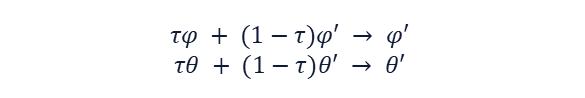 τφ + (1 − τ)φ′ → φ′
τθ + (1 − τ)θ′ → θ′